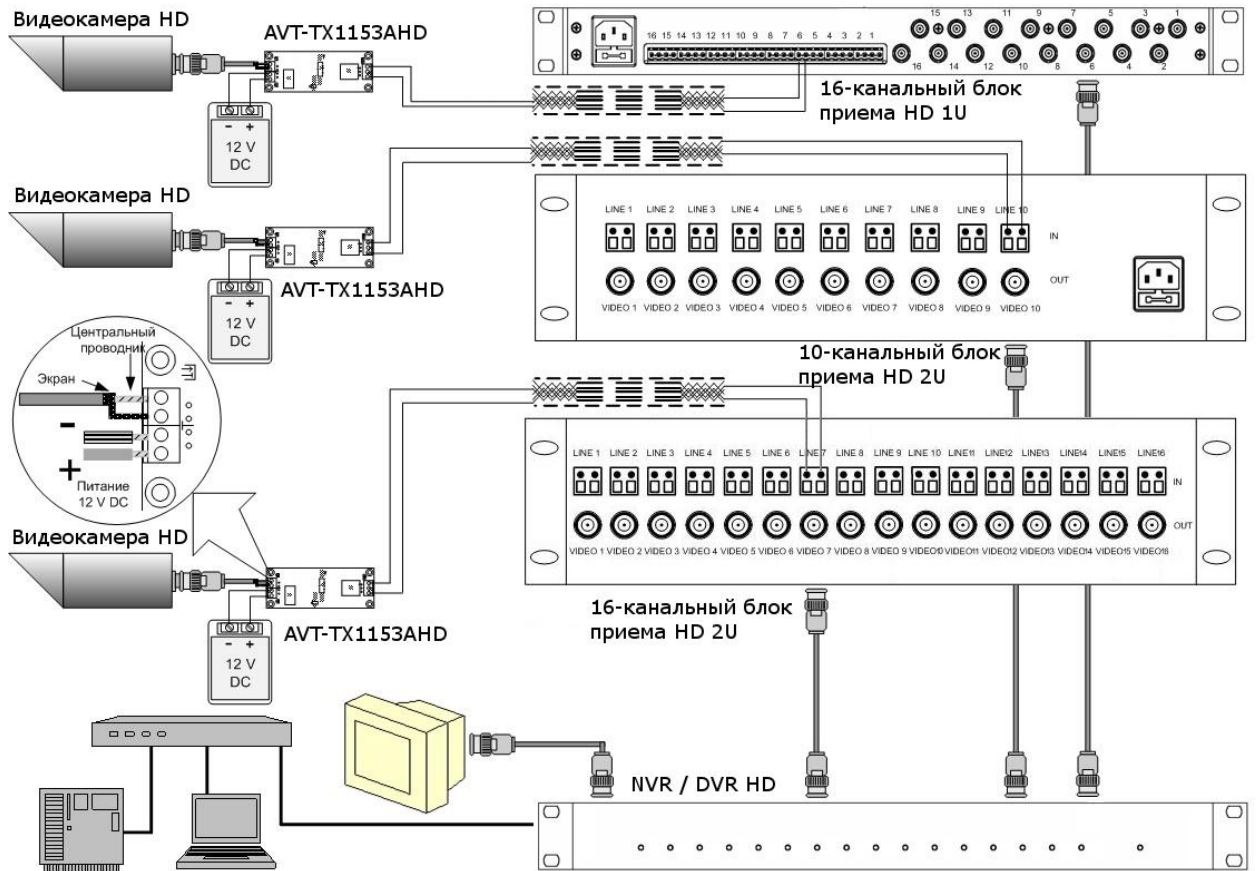 Видеокамера HD
AVT-TX1153AHD
- +
12 V
DC
16 15 14 13 12 11 10 9 8 7 6 5 4 3 2 1
15 13 11 9 7 5 3 1
16 14 12 10 8 6 4 2
16-канальный блок
приема HD 1U
Видеокамера HD
AVT-TX1153AHD
- +
12 V
DC
LINE 1 LINE 2 LINE 3 LINE 4 LINE 5 LINE 6 LINE 7 LINE 8 LINE 9 LINE 10
IN
OUT
VIDEO 1 VIDEO 2 VIDEO 3 VIDEO 4 VIDEO 5 VIDEO 6 VIDEO 7 VIDEO 8 VIDEO 9 VIDEO 10
10-канальный блок
приема HD 2U
Центральный
проводник
Экран
-
+
Питание
12 V DC
Видеокамера HD
AVT-TX1153AHD
- +
12 V
DC
LINE 1 LINE 2 LINE 3 LINE 4 LINE 5 LINE 6 LINE 7 LINE 8 LINE 9 LINE 10 LINE11 LINE12 LINE13 LINE14 LINE15 LINE16
IN
OUT
VIDEO 1 VIDEO 2 VIDEO 3 VIDEO 4 VIDEO 5 VIDEO 6 VIDEO 7 VIDEO 8 VIDEO 9 VIDEO10 VIDEO11 VIDEO12 VIDEO13 VIDEO14 VIDEO15 VIDEO16
16-канальный блок
приема HD 2U
NVR / DVR HD